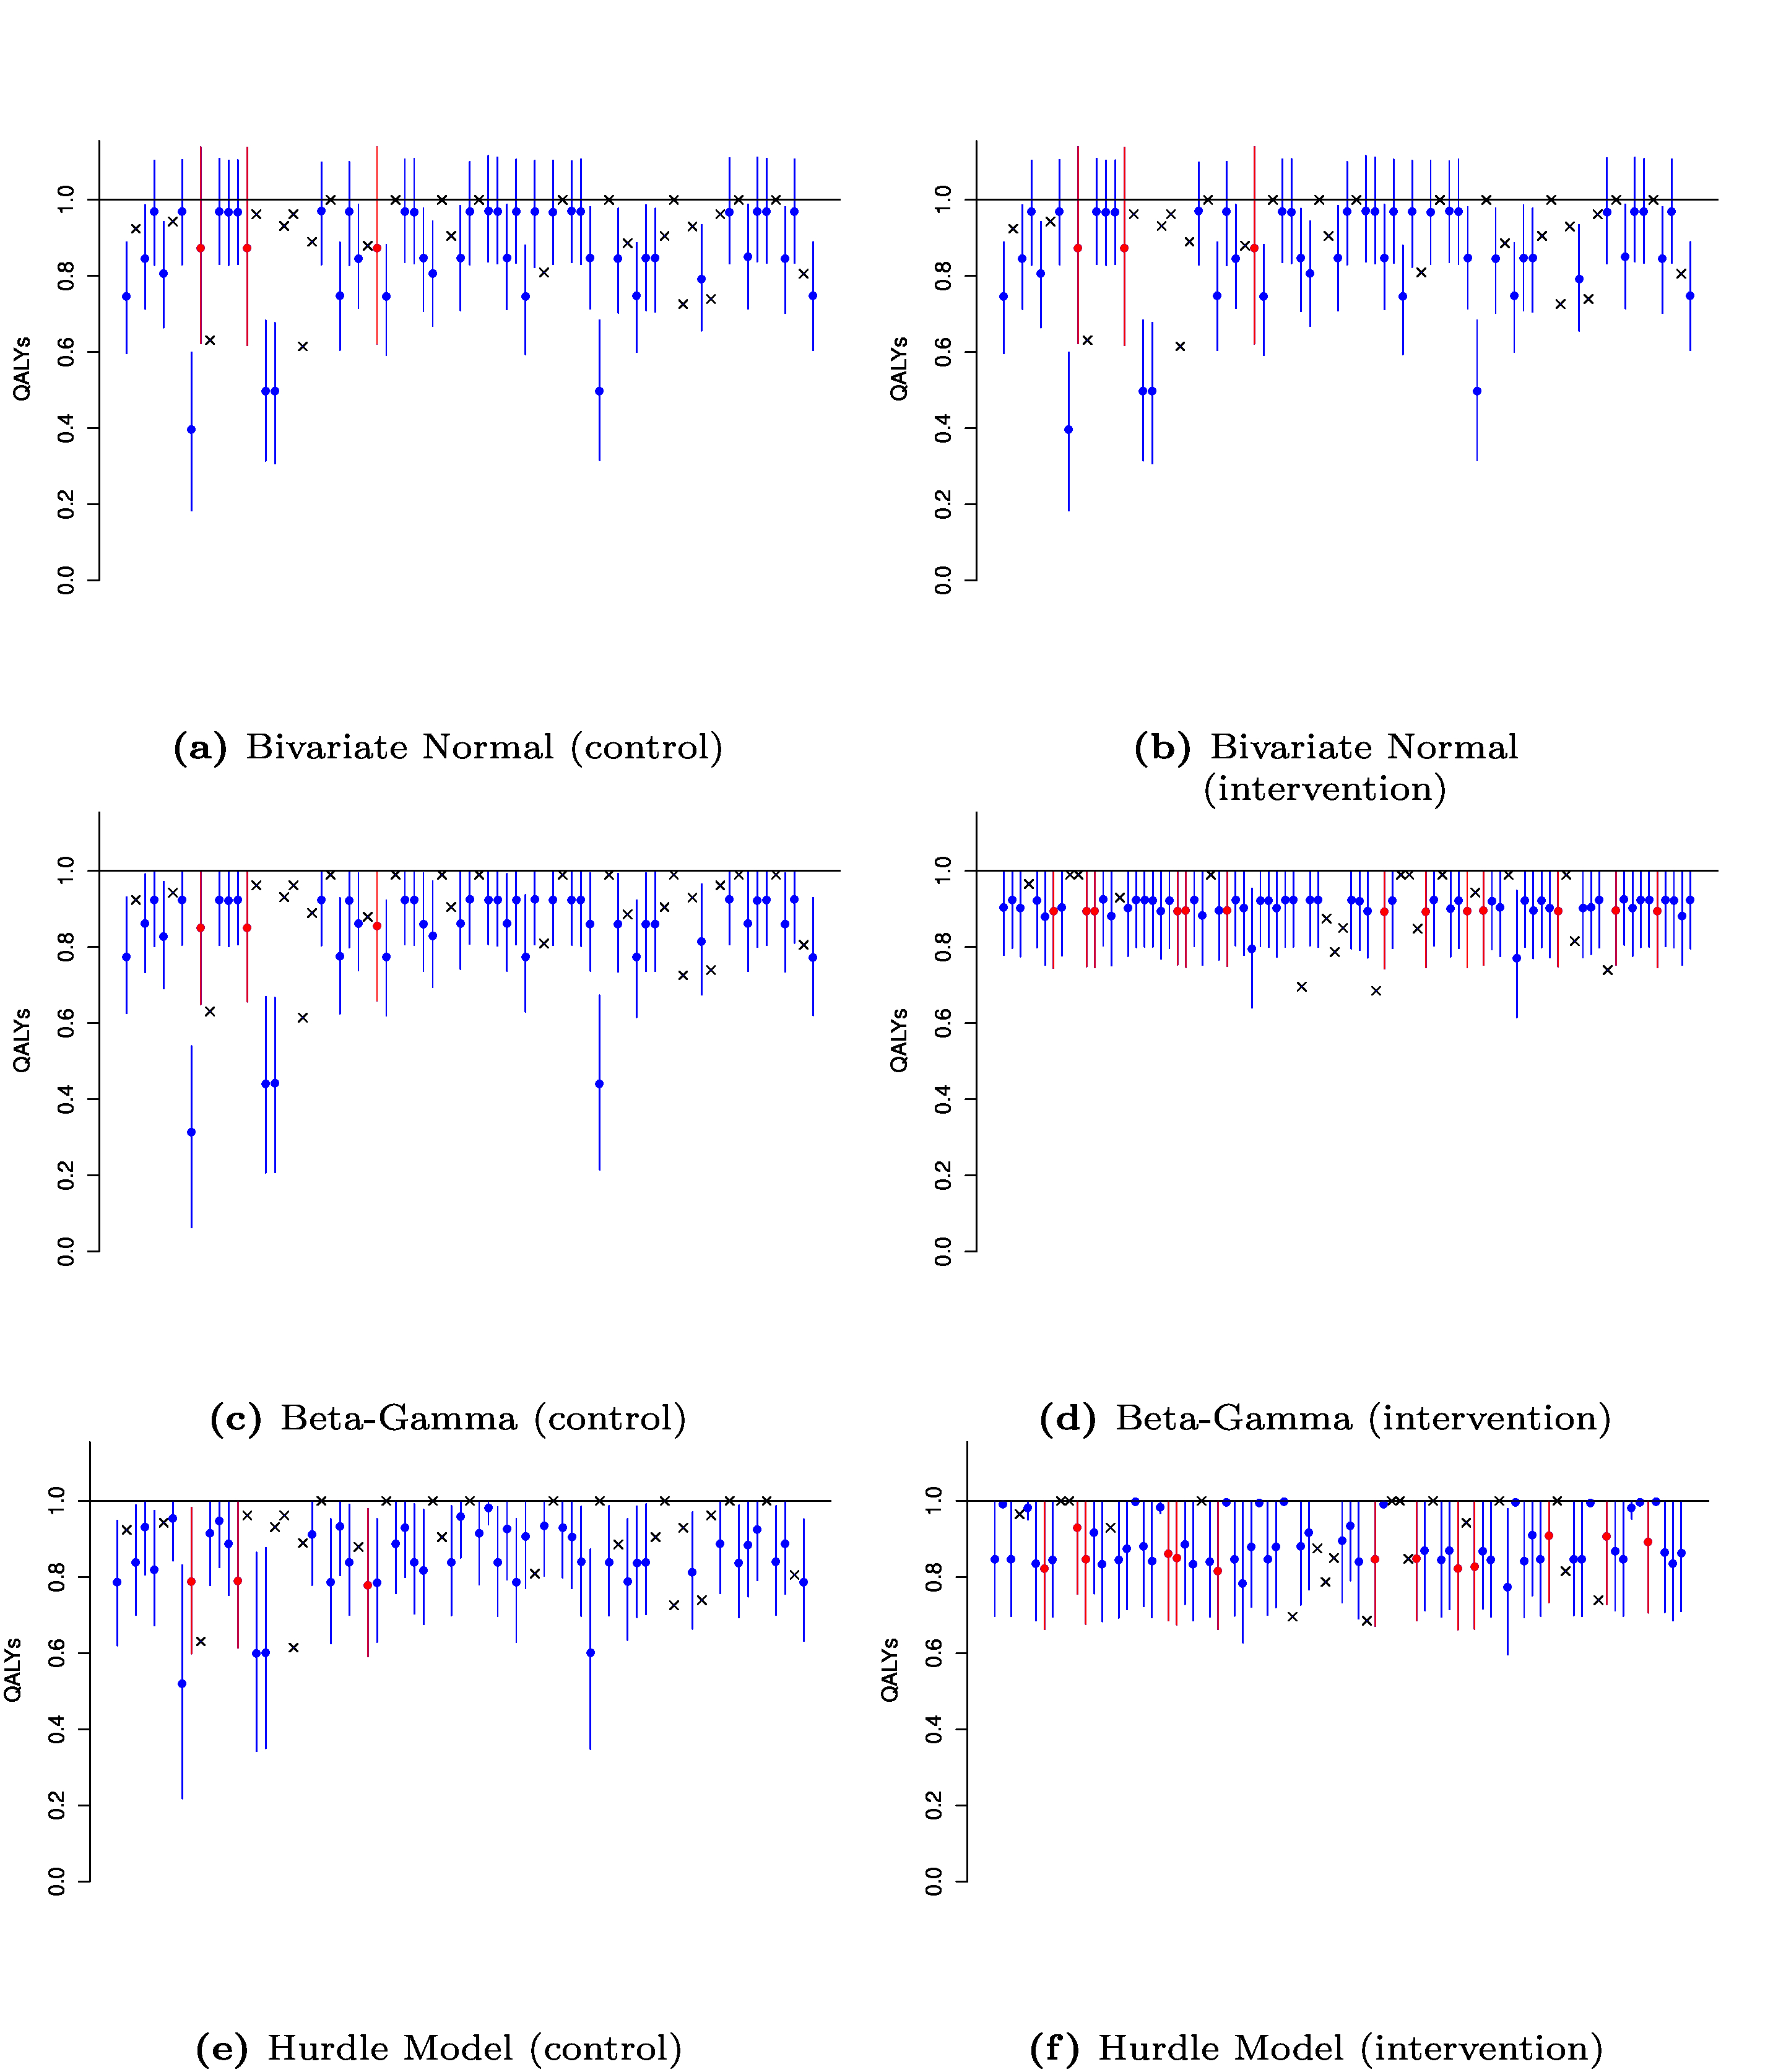 QALYs
1.0
0.8
0.6
0.4
0.2
0.0
QALYs
1.0
0.8
0.6
0.4
0.2
0.0
(a) Bivariate Normal (control)
(b) Bivariate Normal
(intervention)
QALYs
1.0
0.8
0.6
0.4
0.2
0.0
QALYs
1.0
0.8
0.6
0.4
0.2
0.0
(c) Beta-Gamma (control)
(d) Beta-Gamma (intervention)
QALYs
1.0
0.8
0.6
0.4
0.2
0.0
QALYs
1.0
0.8
0.6
0.4
0.2
0.0
(e) Hurdle Model (control)
(f) Hurdle Model (intervention)